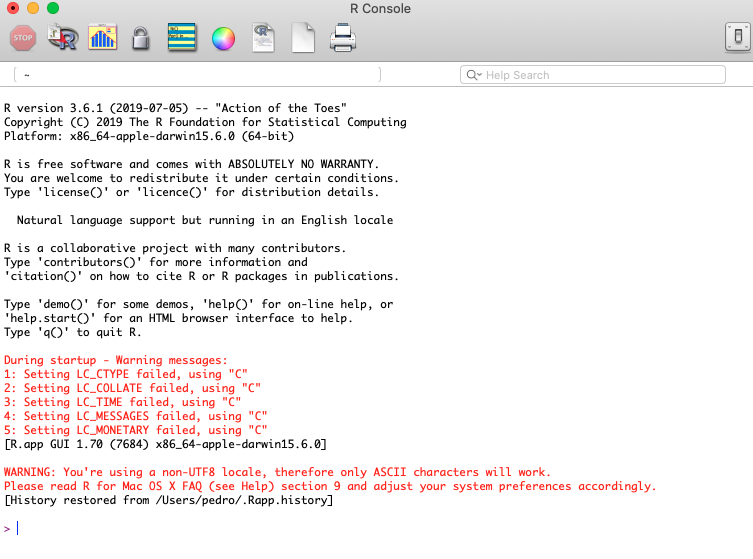 R Console
STOP
R
R
~
Help Search
R version 3.6.1 (2019-07-05) -- "Action of the Toes"
Copyright (C) 2019 The R Foundation for Statistical Computing
Platform: x86_64-apple-darwin15.6.0 (64-bit)
R is free software and comes with ABSOLUTELY NO WARRANTY.
You are welcome to redistribute it under certain conditions.
Type 'license()' or 'licence()' for distribution details.
Natural language support but running in an English locale
R is a collaborative project with many contributors.
Type 'contributors()' for more information and
'citation()' on how to cite R or R packages in publications.
Type 'demo()' for some demos, 'help()' for on-line help, or
'help.start()' for an HTML browser interface to help.
Type 'q()' to quit R.
During startup - Warning messages:
1: Setting LC_CTYPE failed, using "C"
2: Setting LC_COLLATE failed, using "C"
3: Setting LC_TIME failed, using "C"
4: Setting LC_MESSAGES failed, using "C"
5: Setting LC_MONETARY failed, using "C"
[R.app GUI 1.70 (7684) x86_64-apple-darwin15.6.0]
WARNING: You're using a non-UTF8 locale, therefore only ASCII characters will work.
Please read R for Mac OS X FAQ (see Help) section 9 and adjust your system preferences accordingly.
[History restored from /Users/pedro/.Rapp.history]
>